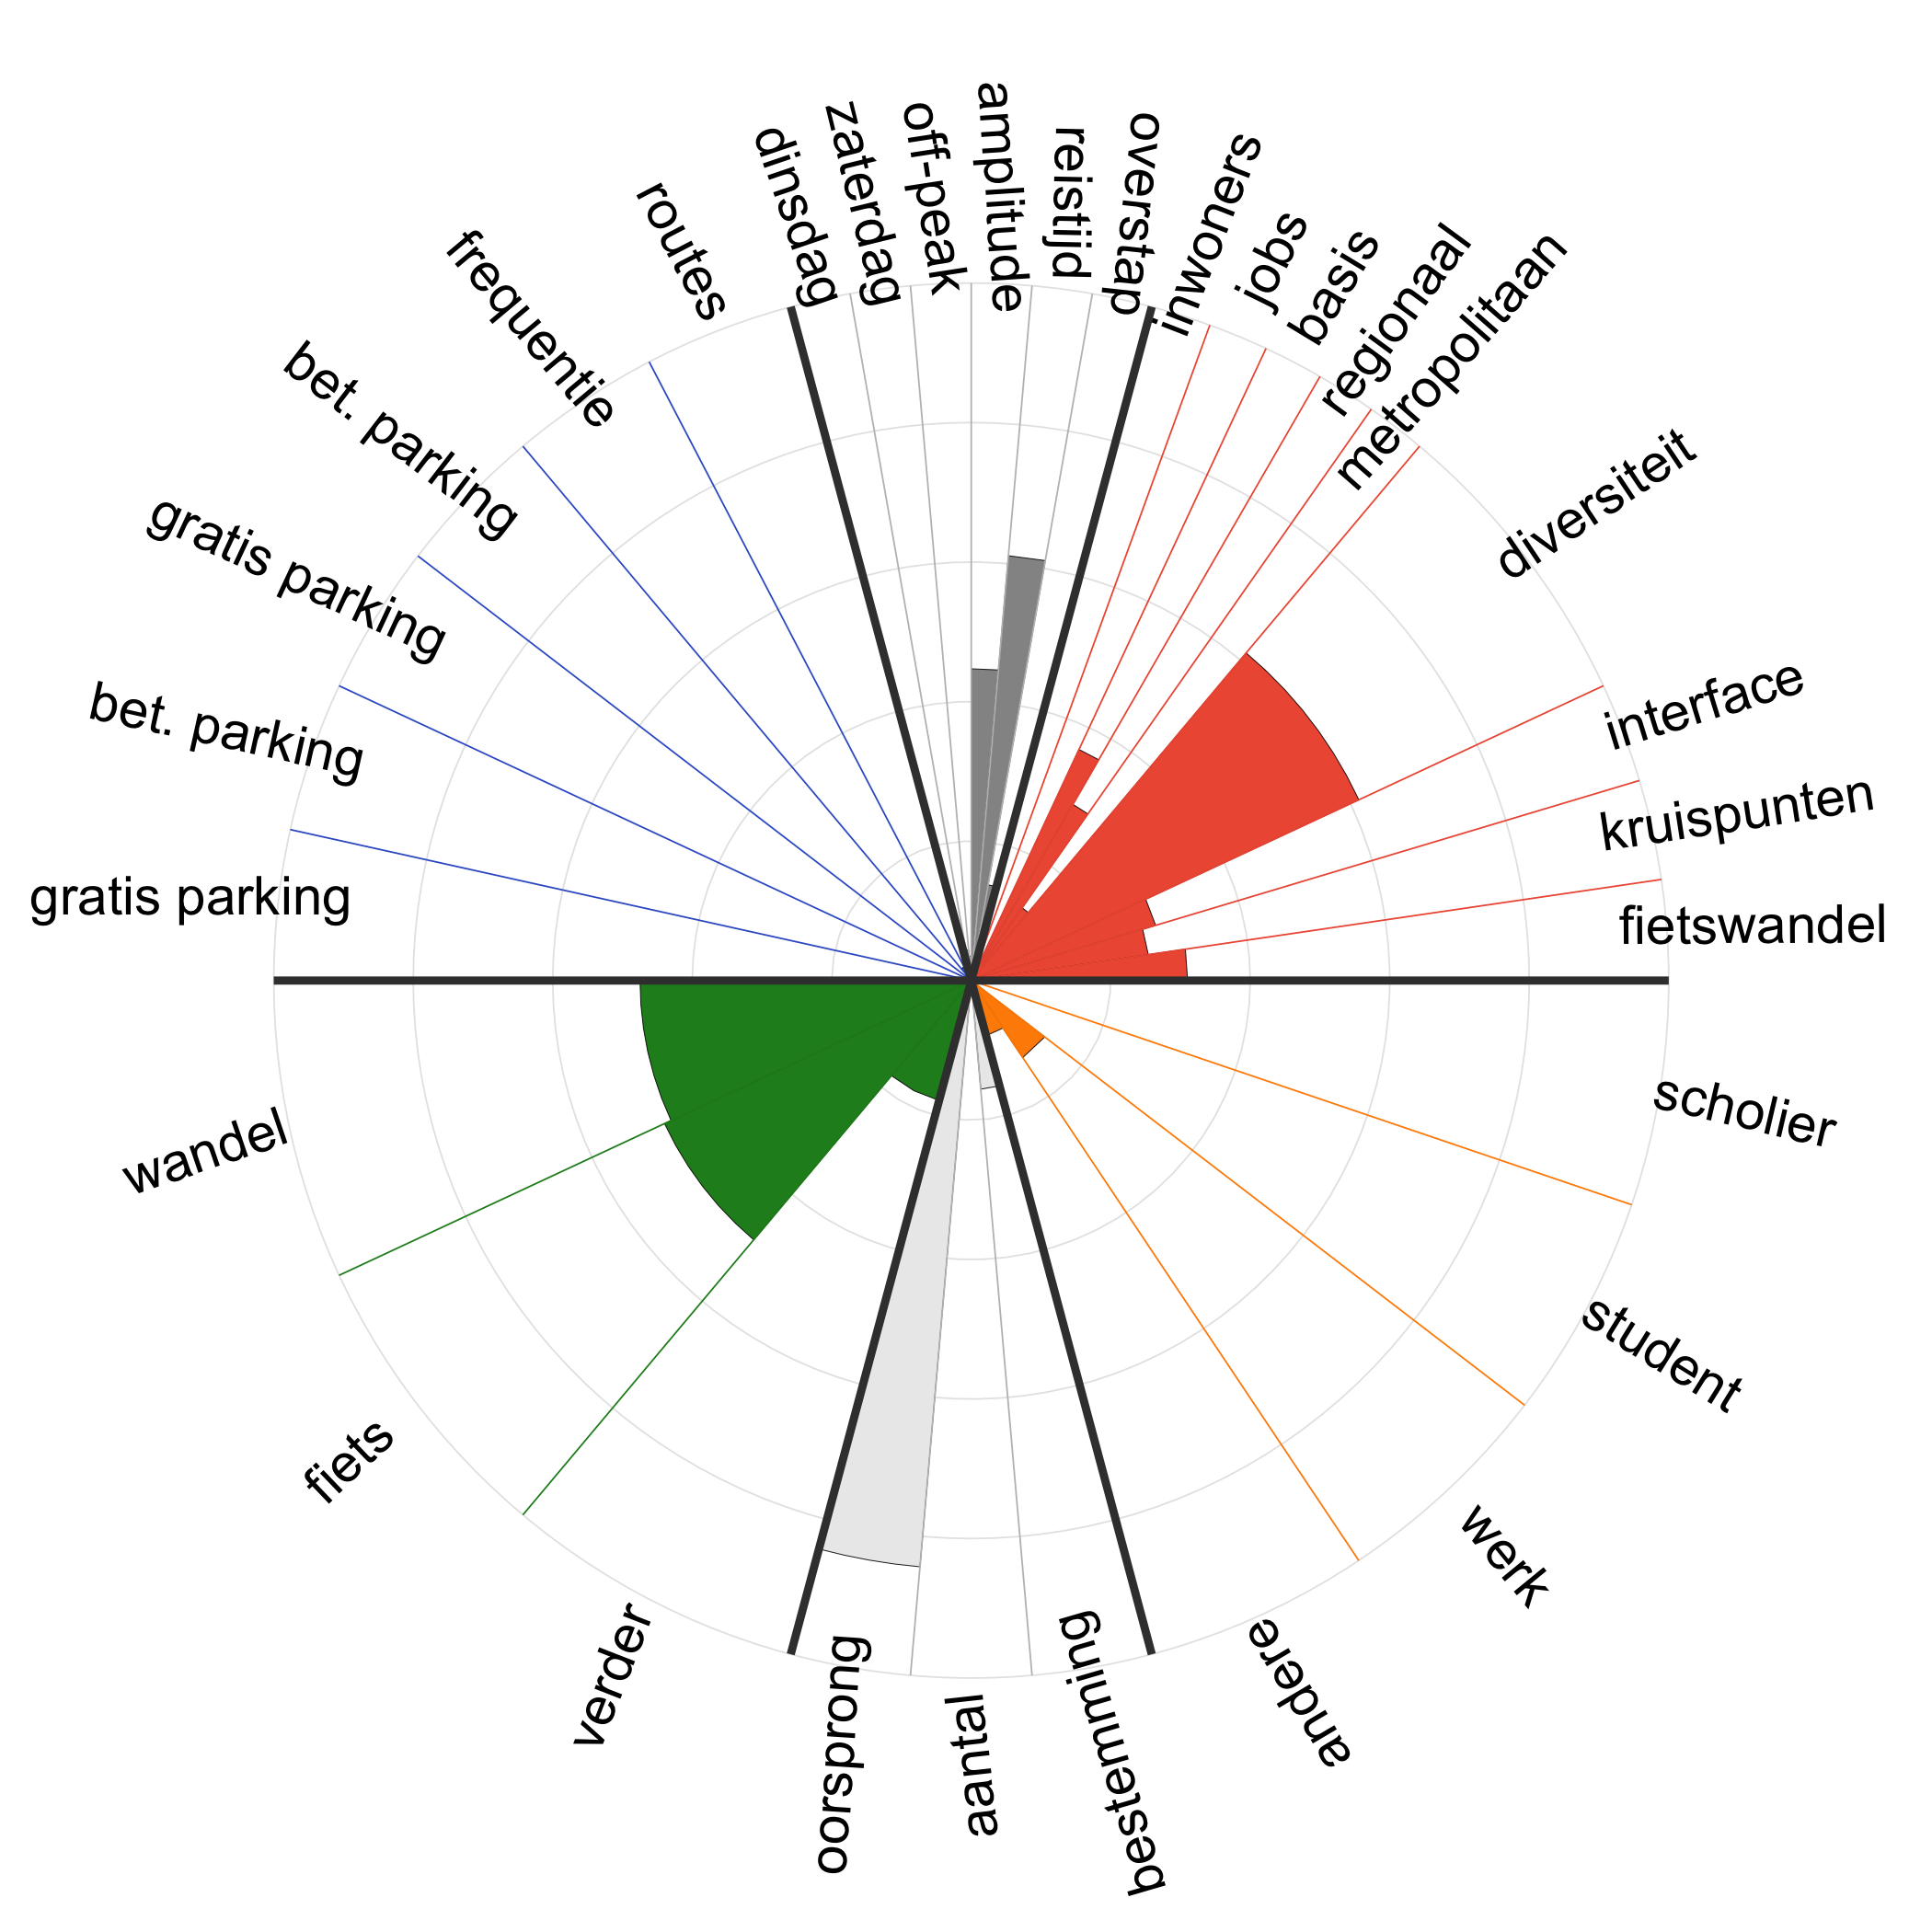 dinsdag
zaterdag
off-peak
amplitude
reistijd
overstap
inwoners
jobs
basis
regionaal
metropolitaan
diversiteit
interface
kruispunten
fietswandel
scholier
student
werk
andere
bestemming
aantal
oorsprong
verder
fiets
wandel
gratis parking
bet. parking
gratis parking
bet. parking
frequentie
routes